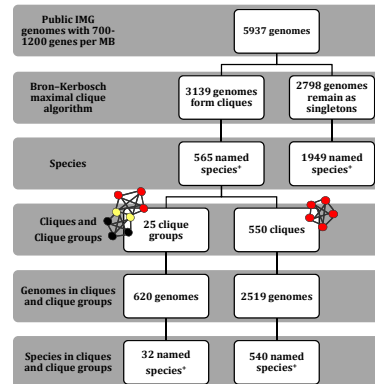 Public IMG
genomes with 700-
1200 genes per MB
5937 genomes
Bron–Kerbosch
maximal clique
algorithm
3139 genomes
form cliques
2798 genomes
remain as
singletons
Species
565 named
species+
1949 named
species+
Cliques and
Clique groups
25 clique
groups
550 cliques
Genomes in cliques
and clique groups
620 genomes
2519 genomes
Species in cliques
and clique groups
32 named
species+
540 named
species+